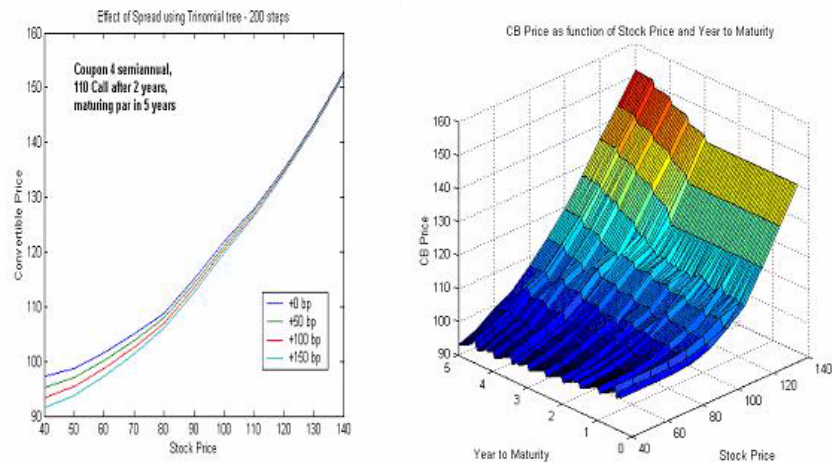 Effect of Spread using Trinomial tree - 200 steps
160
150
140
130
120
110
100
90
Convertible Price
Coupon 4 semiannual,
110 Call after 2 years,
maturing par in 5 years
+0 bp
+50 bp
+100 bp
+150 bp
40 50 60 70 80 90 100 110 120 130 140
Stock Price
CB Price as function of Stock Price and Year to Maturity
160
150
140
130
120
110
100
90
CB Price
5 4 3 2 1 0
Year to Maturity
40 60 80 100 120 140
Stock Price